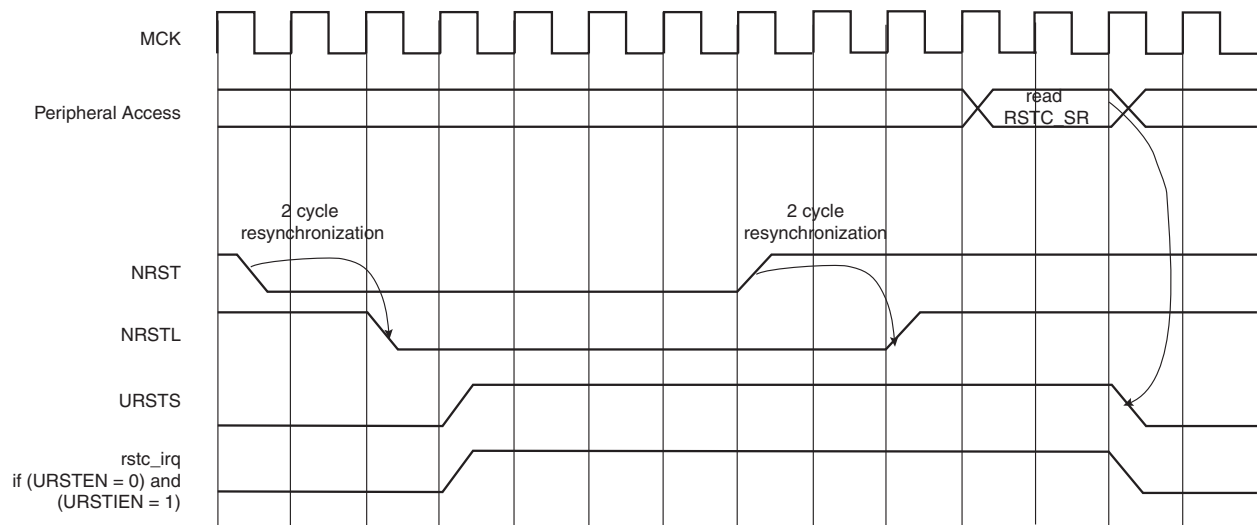 MCK
Peripheral Access
read
RSTC_SR
2 cycle
resynchronization
2 cycle
resynchronization
NRST
NRSTL
URSTS
rstc_irq
if (URSTEN = 0) and
(URSTIEN = 1)